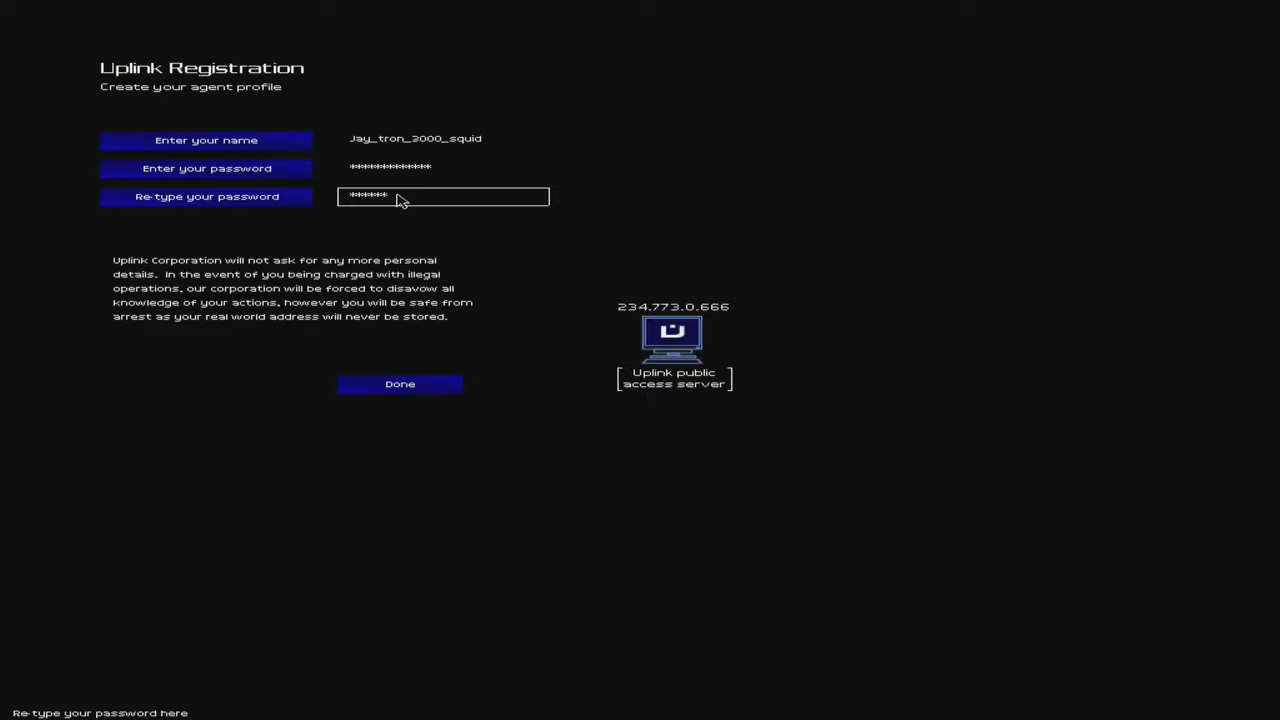 Uplink Registration
Create your agent profile
Enter your name
Jay_tron_3000_squid
Enter your password
**************
Re-type your password
*******
Uplink Corporation will not ask for any more personal
details. In the event of you being charged with illegal
operations, our corporation will be forced to disavow all
knowledge of your actions, however you will be safe from
arrest as your real world address will never be stored.
234.773.0.666
Uplink public
access server
Done
Re-type your password here